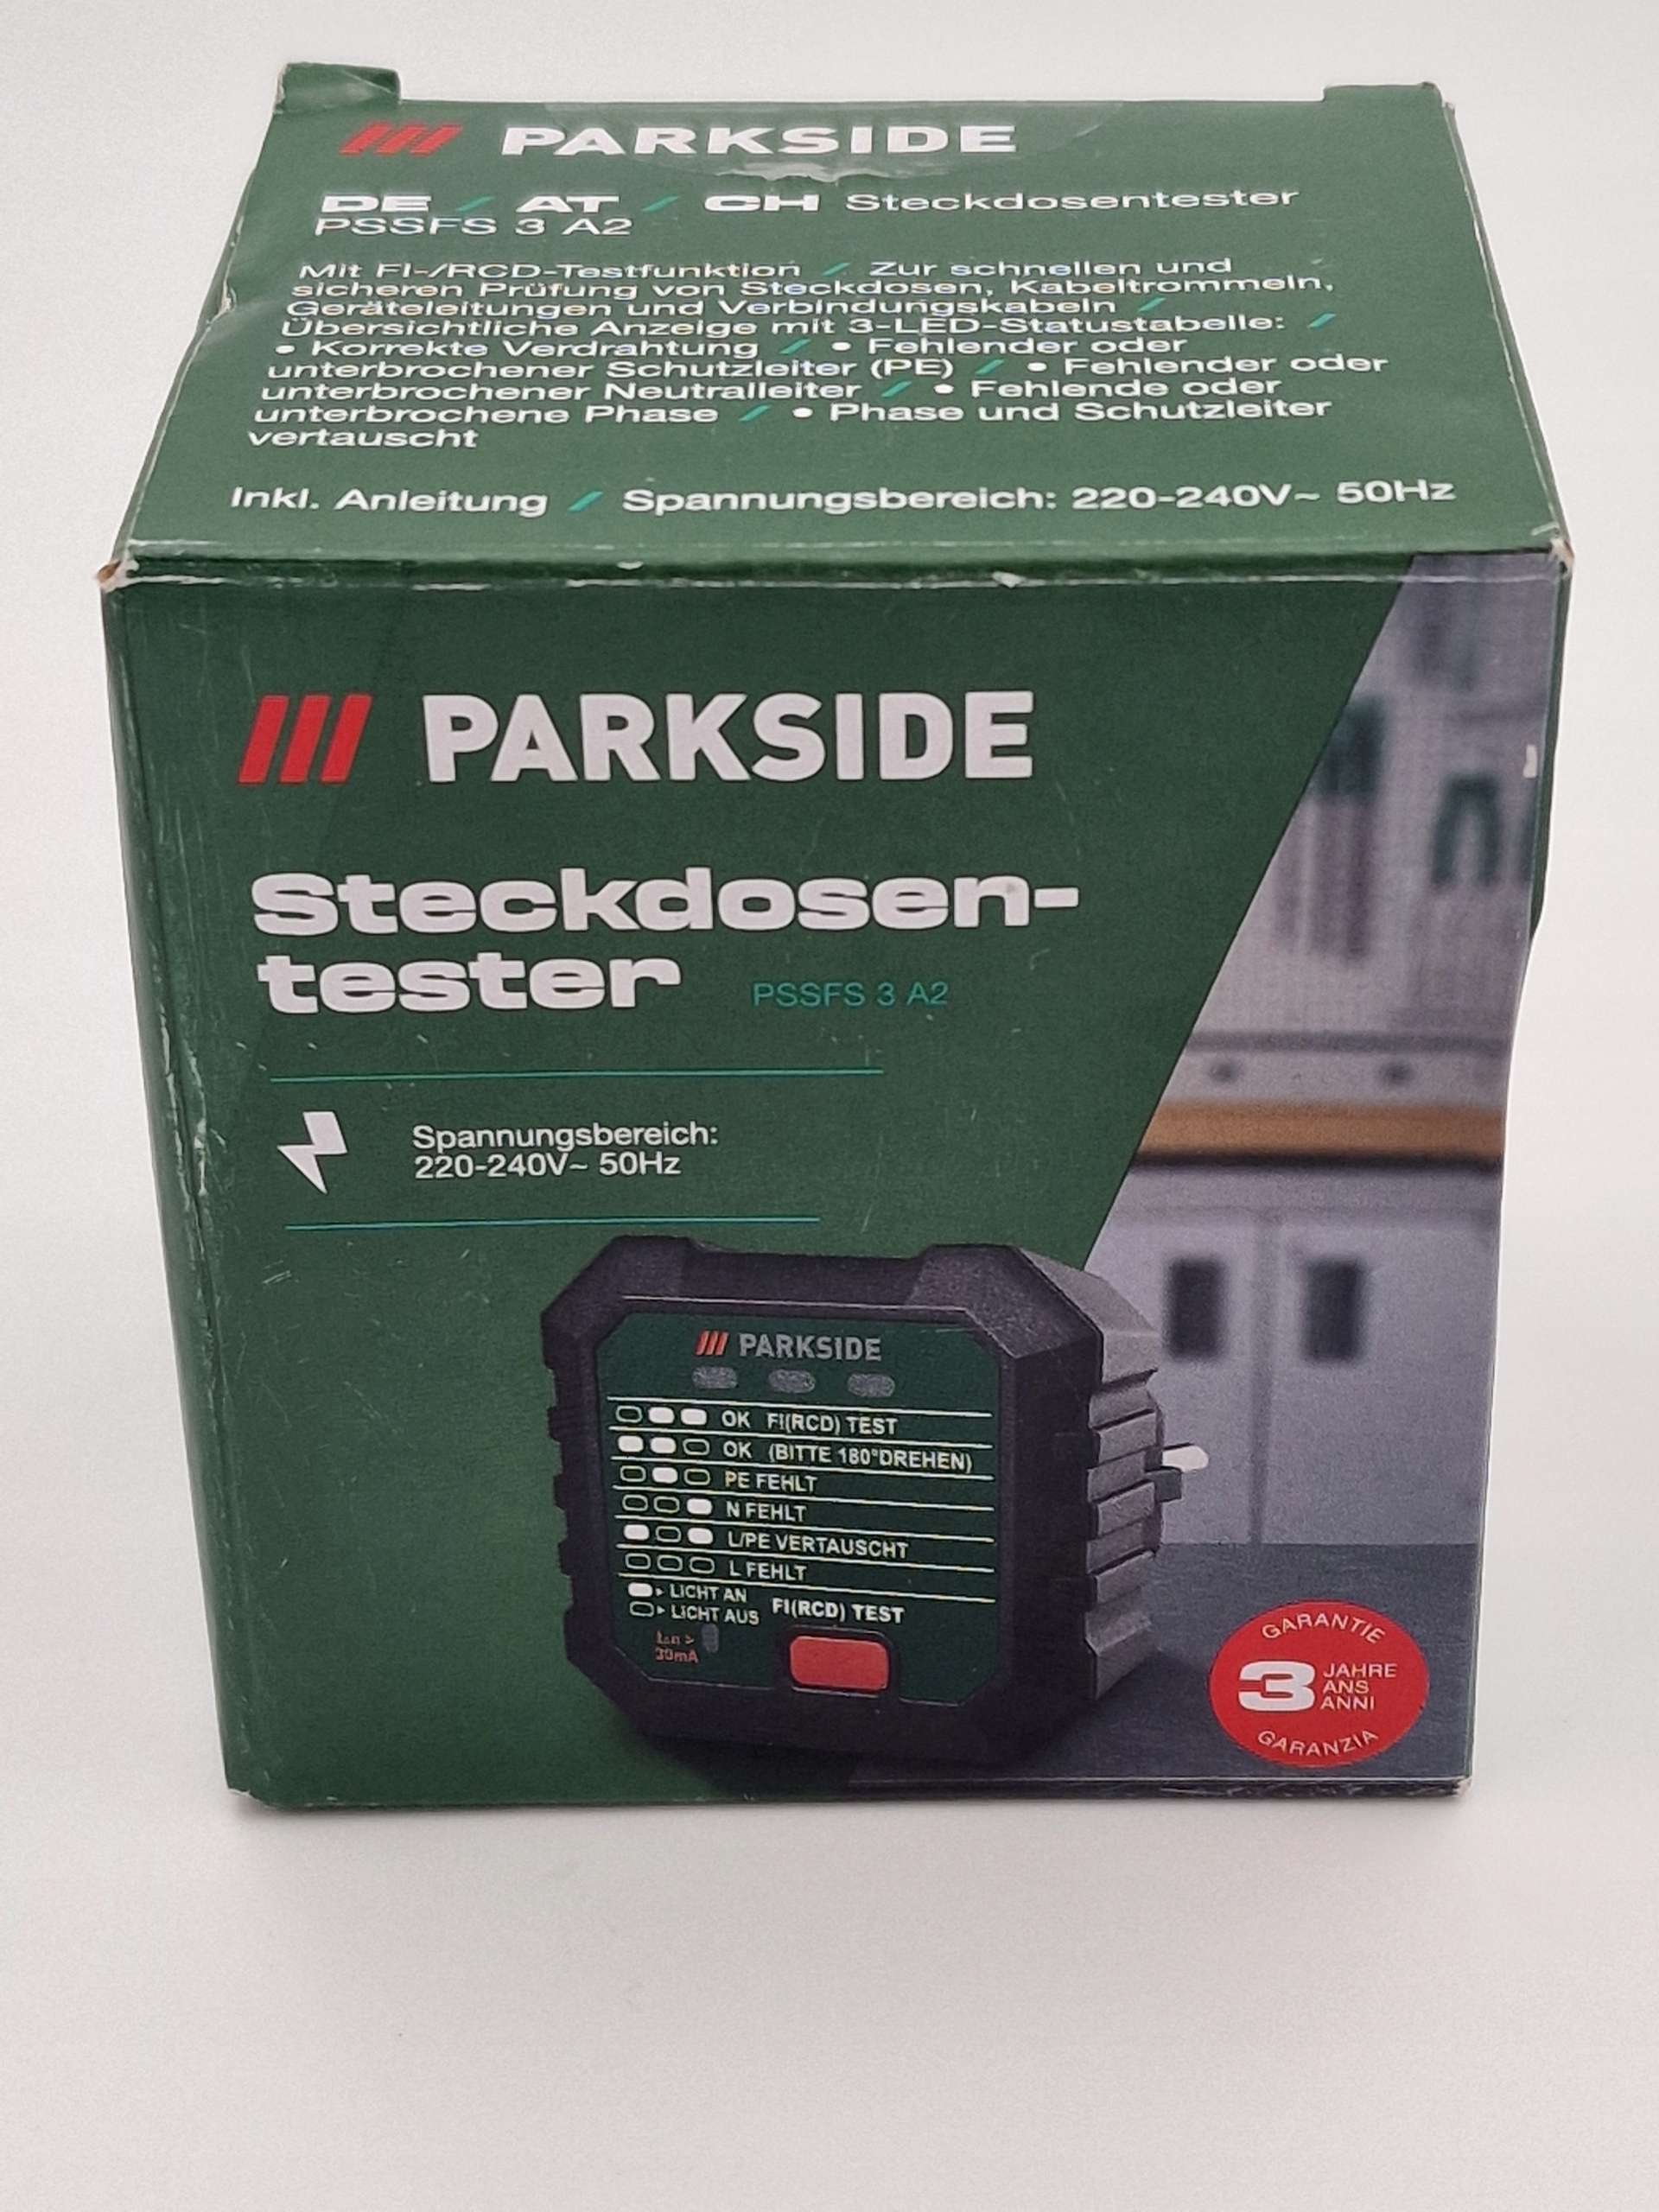 PARKSIDE
DE / AT / CH Steckdosentester
PSSFS 3 A2
Mit FI-/RCD-Testfunktion / Zur schnellen und
sicheren Prüfung von Steckdosen, Kabeltrommeln,
Geräteleitungen und Verbindungskabeln /
Übersichtliche Anzeige mit 3-LED-Statustabelle: /
• Korrekte Verdrahtung / • Fehlender oder
unterbrochener Schutzleiter (PE) / • Fehlender oder
unterbrochener Neutralleiter / • Fehlende oder
unterbrochene Phase / • Phase und Schutzleiter
vertauscht
Inkl. Anleitung / Spannungsbereich: 220-240V~ 50Hz
PARKSIDE
Steckdosen-
tester PSSFS 3 A2
Spannungsbereich:
220-240V~ 50Hz
PARKSIDE
OK FI(RCD) TEST
OK (BITTE 180°DREHEN)
PE FEHLT
N FEHLT
L/PE VERTAUSCHT
L FEHLT
LICHT AN
LICHT AUS FI(RCD) TEST
I△n >
30mA
GARANTIE
3 JAHRE
ANS
ANNI
GARANZIA